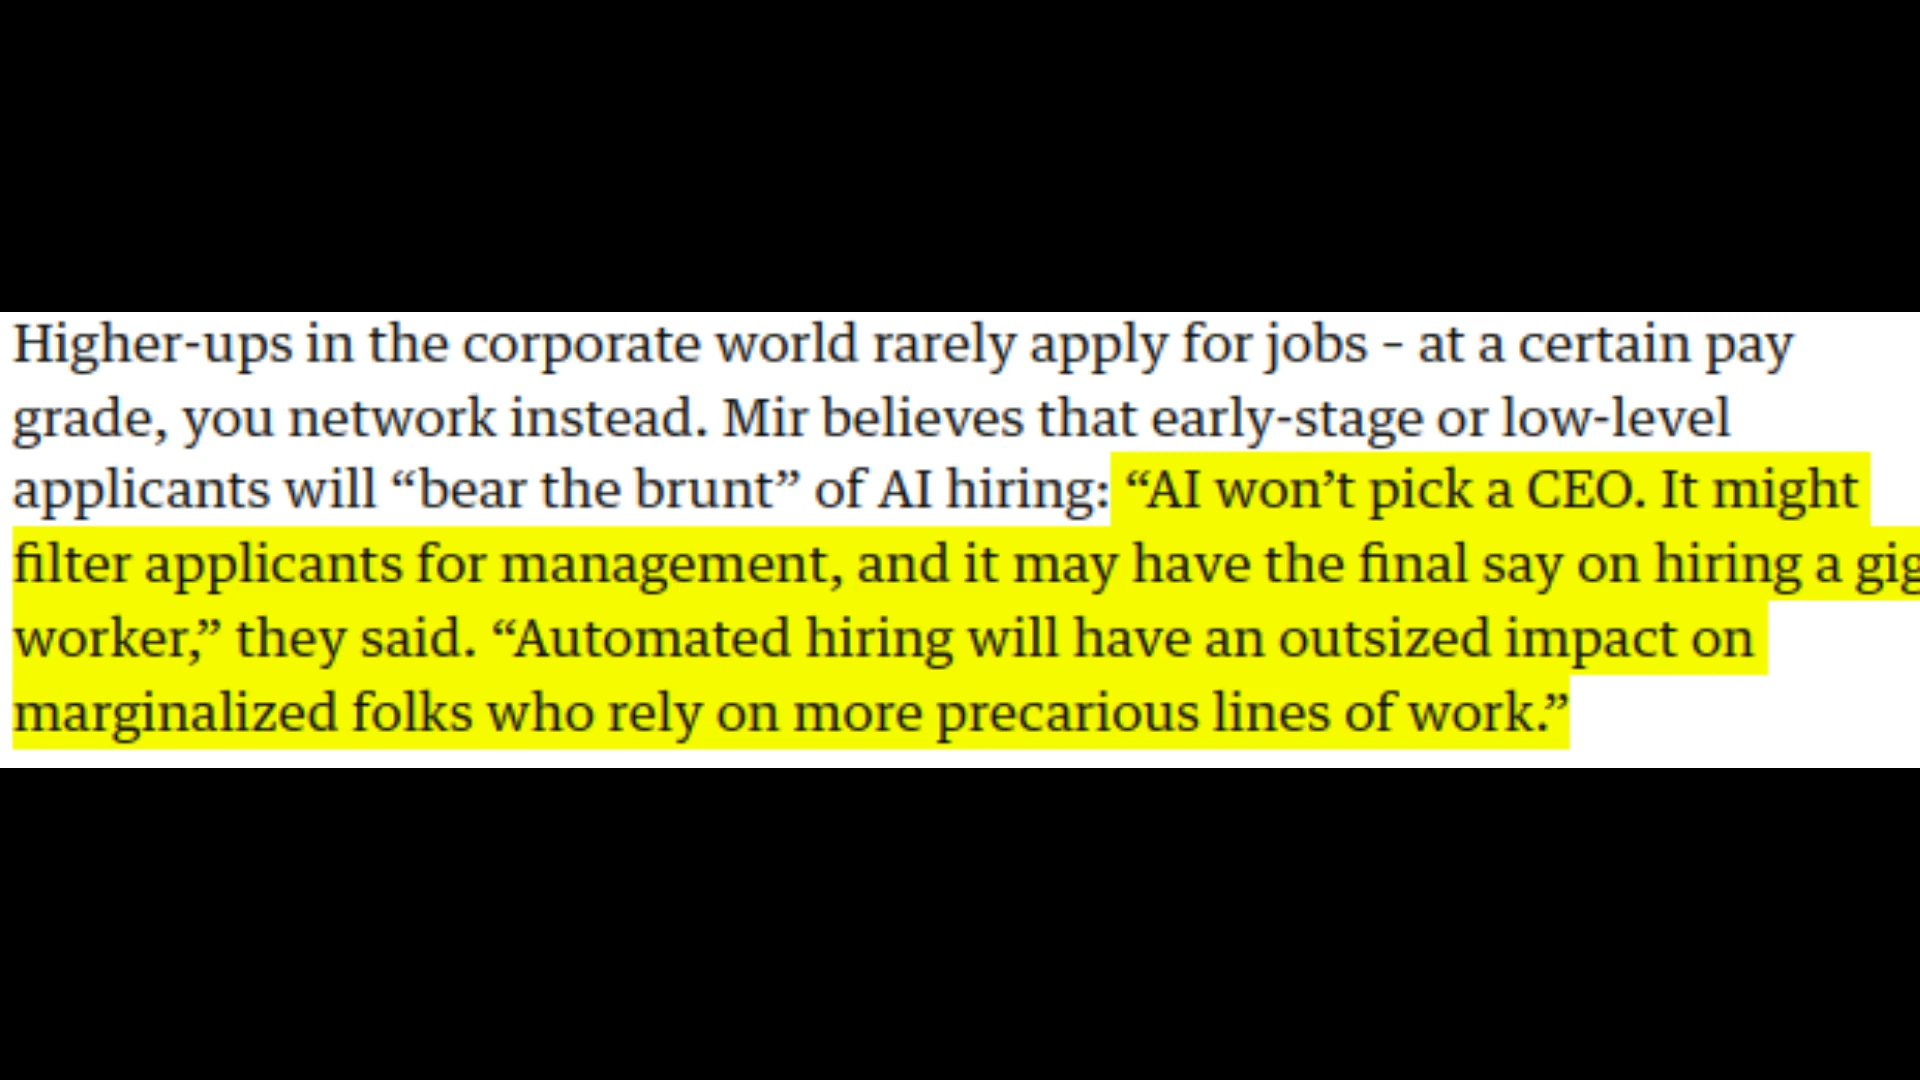 Higher-ups in the corporate world rarely apply for jobs – at a certain pay
grade, you network instead. Mir believes that early-stage or low-level
applicants will “bear the brunt” of AI hiring: “AI won’t pick a CEO. It might
filter applicants for management, and it may have the final say on hiring a gig
worker,” they said. “Automated hiring will have an outsized impact on
marginalized folks who rely on more precarious lines of work.”